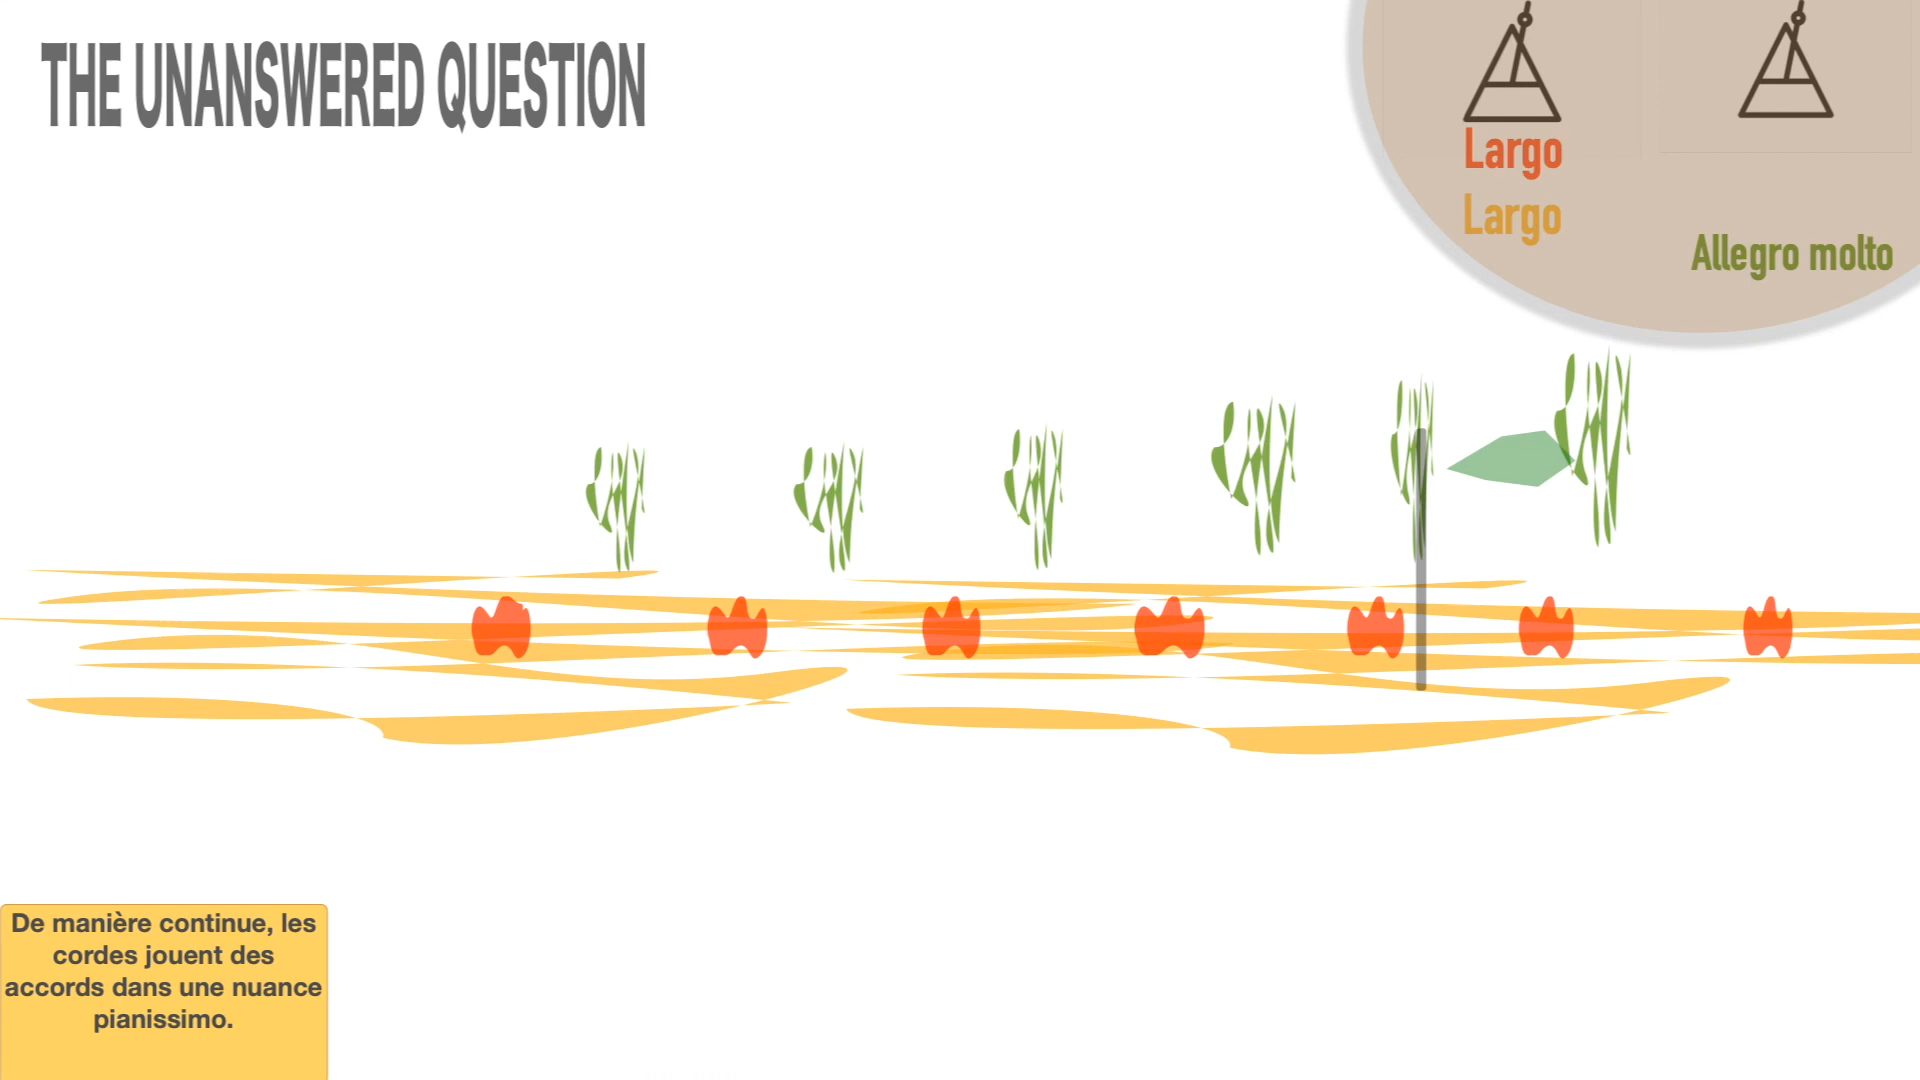 THE UNANSWERED QUESTION
Largo
Largo
Allegro molto
De manière continue, les
cordes jouent des
accords dans une nuance
pianissimo.